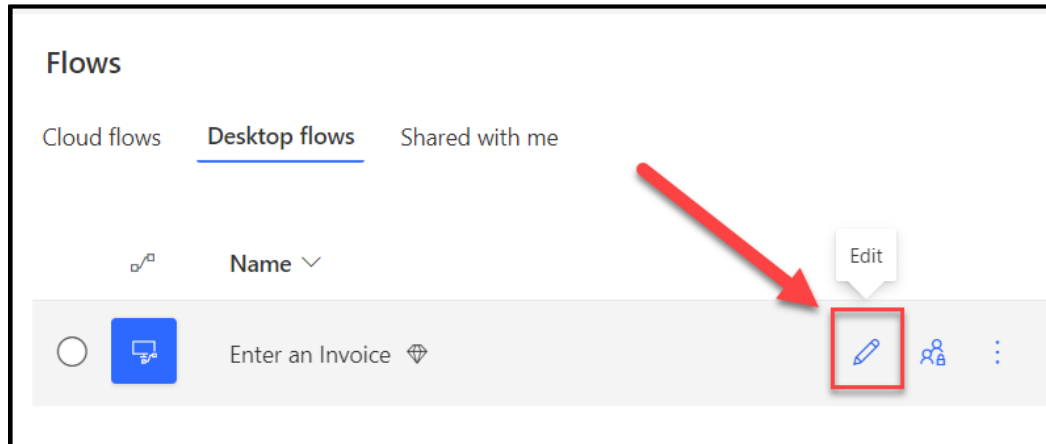 Flows
Cloud flows Desktop flows Shared with me
Edit
Name
Enter an Invoice